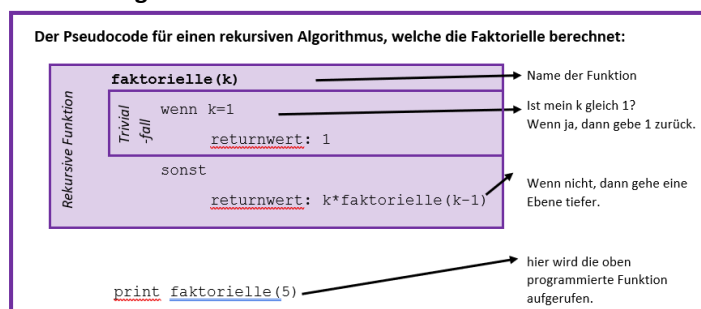 Der Pseudocode für einen rekursiven Algorithmus, welche die Faktorielle berechnet:
Rekursive Funktion
faktorielle(k)
Name der Funktion
Trivial
-fall
wenn k=1
returnwert: 1
Ist mein k gleich 1?
Wenn ja, dann gebe 1 zurück.
sonst
returnwert: k*faktorielle(k-1)
Wenn nicht, dann gehe eine
Ebene tiefer.
print faktorielle(5)
hier wird die oben
programmierte Funktion
aufgerufen.